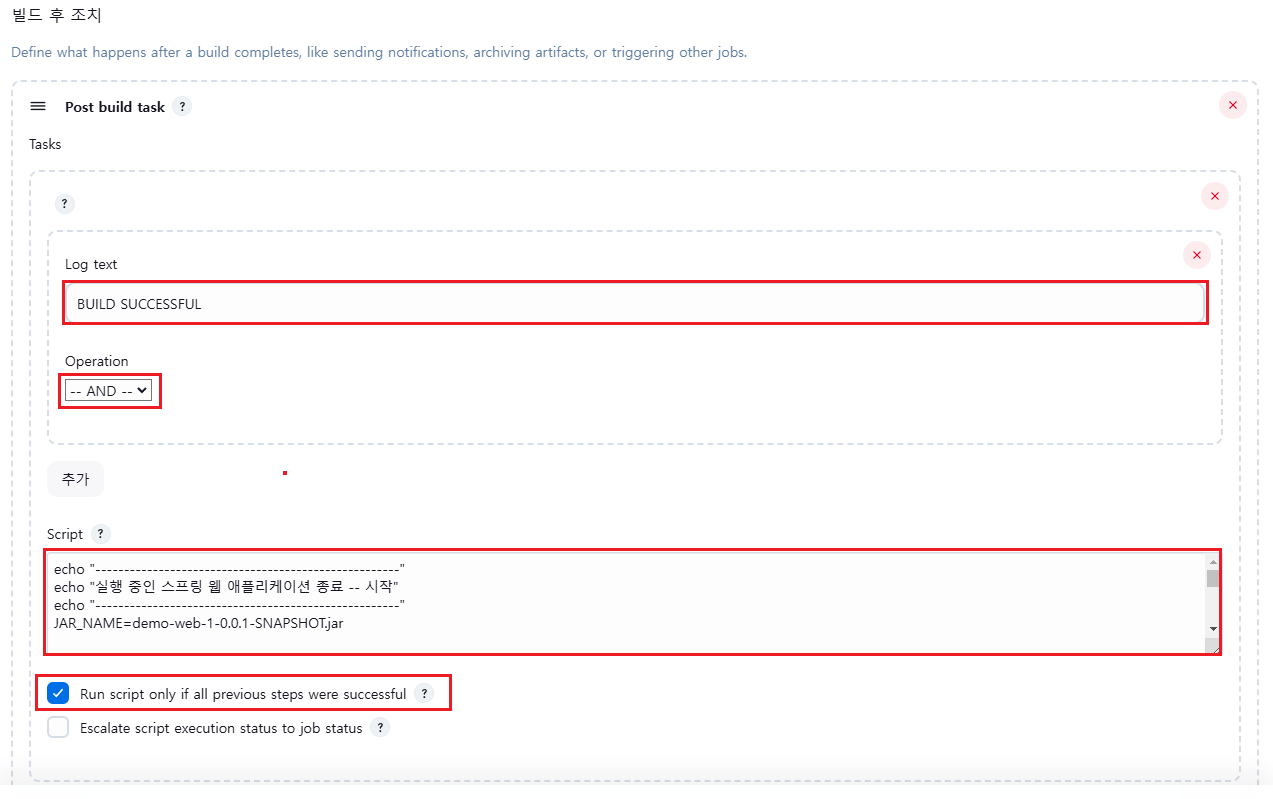 빌드 후 조치
Define what happens after a build completes, like sending notifications, archiving artifacts, or triggering other jobs.
Post build task ?
Tasks
?
Log text
BUILD SUCCESSFUL
Operation
-- AND --
추가
Script ?
echo "-----------------------------------------------------"
echo "실행 중인 스프링 웹 애플리케이션 종료 -- 시작"
echo "-----------------------------------------------------"
JAR_NAME=demo-web-1-0.0.1-SNAPSHOT.jar
Run script only if all previous steps were successful ?
Escalate script execution status to job status ?